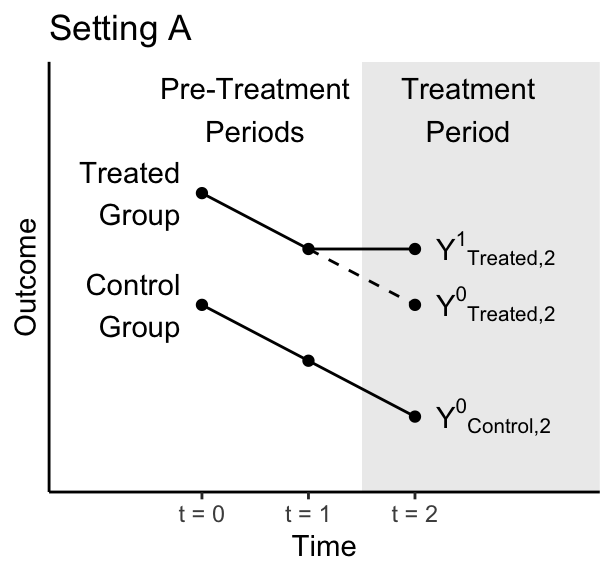 Setting A
Pre-Treatment
Periods
Treatment
Period
Treated
Group
Control
Group
Y¹Treated,2
Y⁰Treated,2
Y⁰Control,2
Outcome
t = 0
t = 1
t = 2
Time